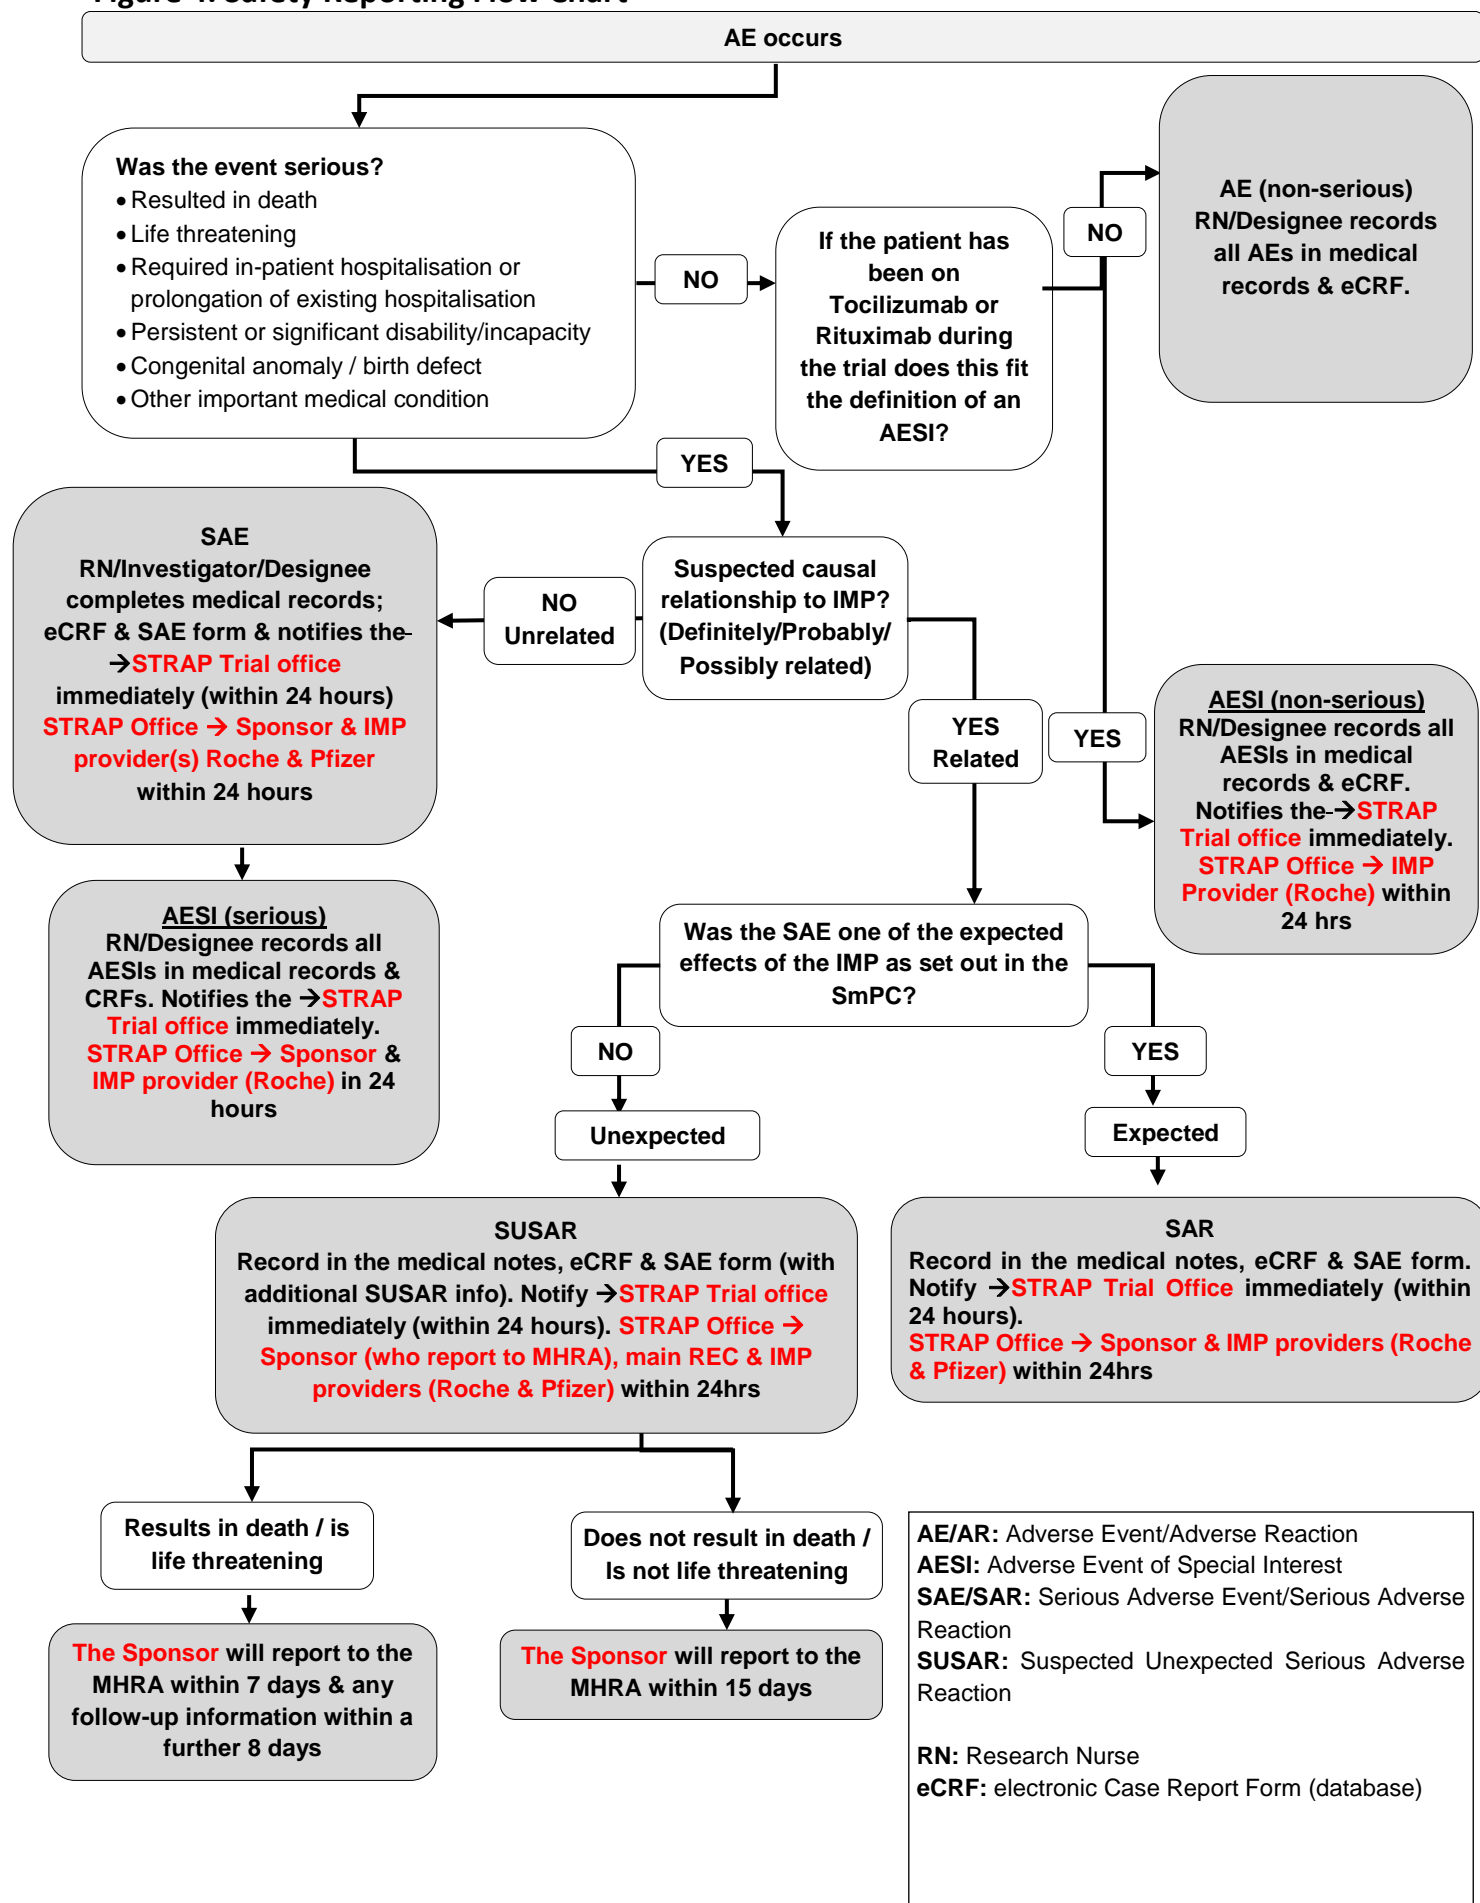 AE occurs
Was the event serious?
• Resulted in death
• Life threatening
• Required in-patient hospitalisation or
prolongation of existing hospitalisation
• Persistent or significant disability/incapacity
• Congenital anomaly / birth defect
• Other important medical condition
NO
If the patient has
been on
Tocilizumab or
Rituximab during
the trial does this fit
the definition of an
AESI?
NO
AE (non-serious)
RN/Designee records
all AEs in medical
records & eCRF.
YES
SAE
RN/Investigator/Designee
completes medical records;
eCRF & SAE form & notifies the-
→STRAP Trial office
immediately (within 24 hours)
STRAP Office → Sponsor & IMP
provider(s) Roche & Pfizer
within 24 hours
NO
Unrelated
Suspected causal
relationship to IMP?
(Definitely/Probably/
Possibly related)
YES
Related
YES
AESI (non-serious)
RN/Designee records all
AESIs in medical
records & eCRF.
Notifies the-→STRAP
Trial office immediately.
STRAP Office → IMP
Provider (Roche) within
24 hrs
AESI (serious)
RN/Designee records all
AESIs in medical records &
CRFs. Notifies the →STRAP
Trial office immediately.
STRAP Office → Sponsor &
IMP provider (Roche) in 24
hours
Was the SAE one of the expected
effects of the IMP as set out in the
SmPC?
NO
YES
Unexpected
Expected
SUSAR
Record in the medical notes, eCRF & SAE form (with
additional SUSAR info). Notify →STRAP Trial office
immediately (within 24 hours). STRAP Office →
Sponsor (who report to MHRA), main REC & IMP
providers (Roche & Pfizer) within 24hrs
SAR
Record in the medical notes, eCRF & SAE form.
Notify →STRAP Trial Office immediately (within
24 hours).
STRAP Office → Sponsor & IMP providers (Roche
& Pfizer) within 24hrs
Results in death / is
life threatening
Does not result in death /
Is not life threatening
The Sponsor will report to the
MHRA within 7 days & any
follow-up information within a
further 8 days
The Sponsor will report to the
MHRA within 15 days
AE/AR: Adverse Event/Adverse Reaction
AESI: Adverse Event of Special Interest
SAE/SAR: Serious Adverse Event/Serious Adverse
Reaction
SUSAR: Suspected Unexpected Serious Adverse
Reaction
RN: Research Nurse
eCRF: electronic Case Report Form (database)